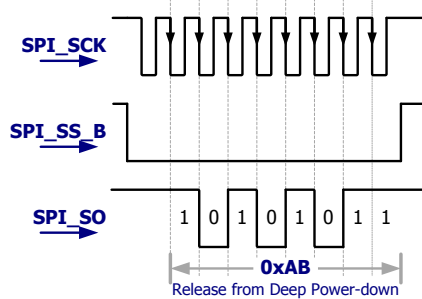 SPI_SCK
SPI_SS_B
SPI_SO
1 0 1 0 1 0 1 1
0xAB
Release from Deep Power-down